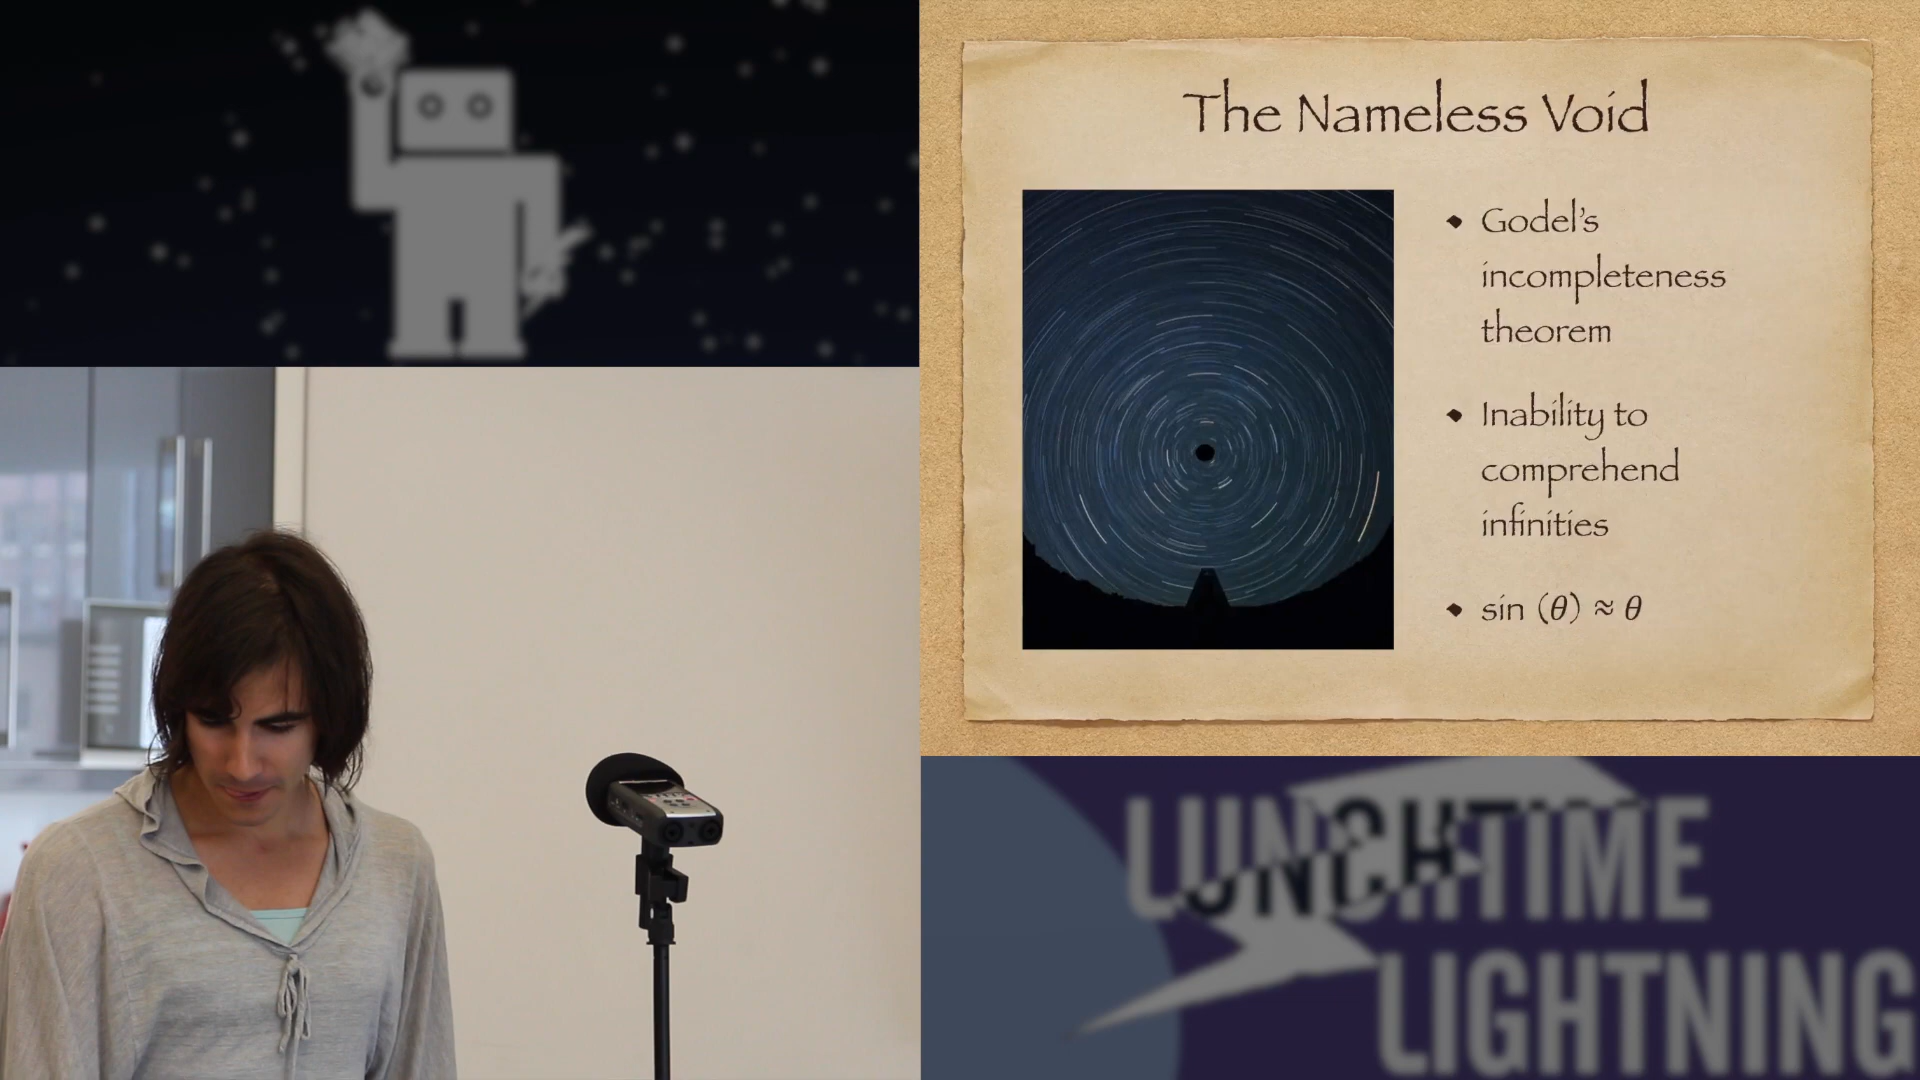 The Nameless Void
Godel's
incompleteness
theorem
Inability to
comprehend
infinities
sin (θ) ≈ θ
LUNCHTIME
LIGHTNING